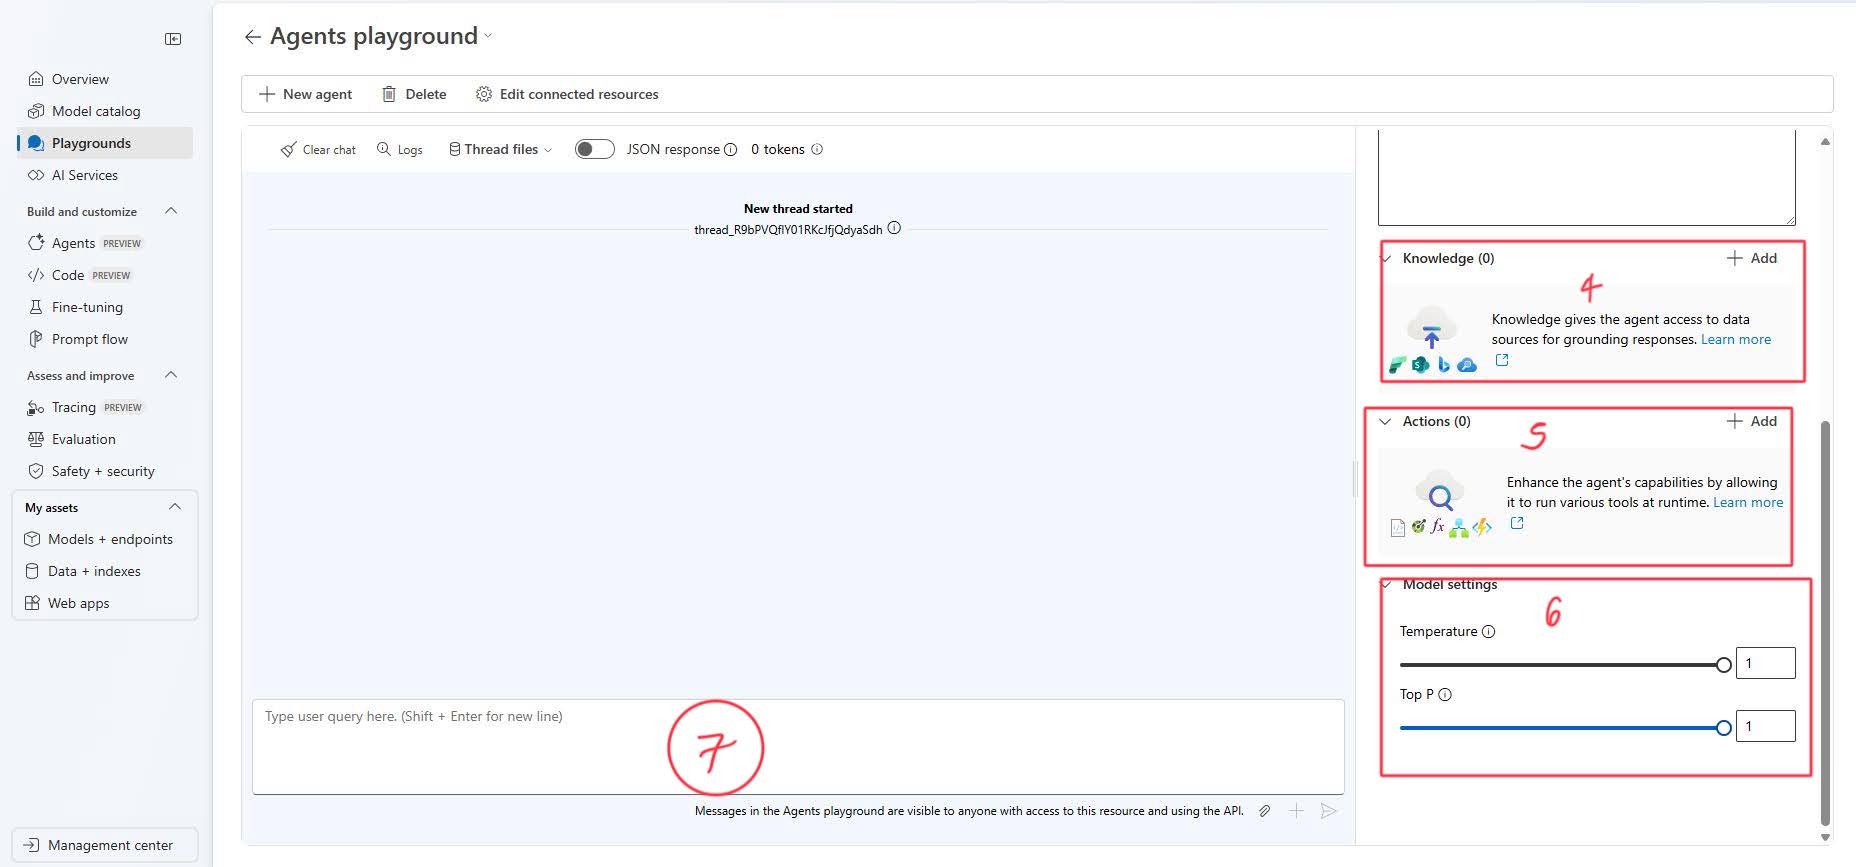 Agents playground
Overview
Model catalog
Playgrounds
AI Services
Build and customize
Agents PREVIEW
Code PREVIEW
Fine-tuning
Prompt flow
Assess and improve
Tracing PREVIEW
Evaluation
Safety + security
My assets
Models + endpoints
Data + indexes
Web apps
Management center
New agent
Delete
Edit connected resources
Clear chat
Logs
Thread files
JSON response
0 tokens
New thread started
thread_R9bPVQflY01RKcJfjQdyaSdh
Type user query here. (Shift + Enter for new line)
7
Messages in the Agents playground are visible to anyone with access to this resource and using the API.
Knowledge (0)
Add
4
Knowledge gives the agent access to data
sources for grounding responses. Learn more
Actions (0)
Add
5
Enhance the agent's capabilities by allowing
it to run various tools at runtime. Learn more
Model settings
6
Temperature
1
Top P
1